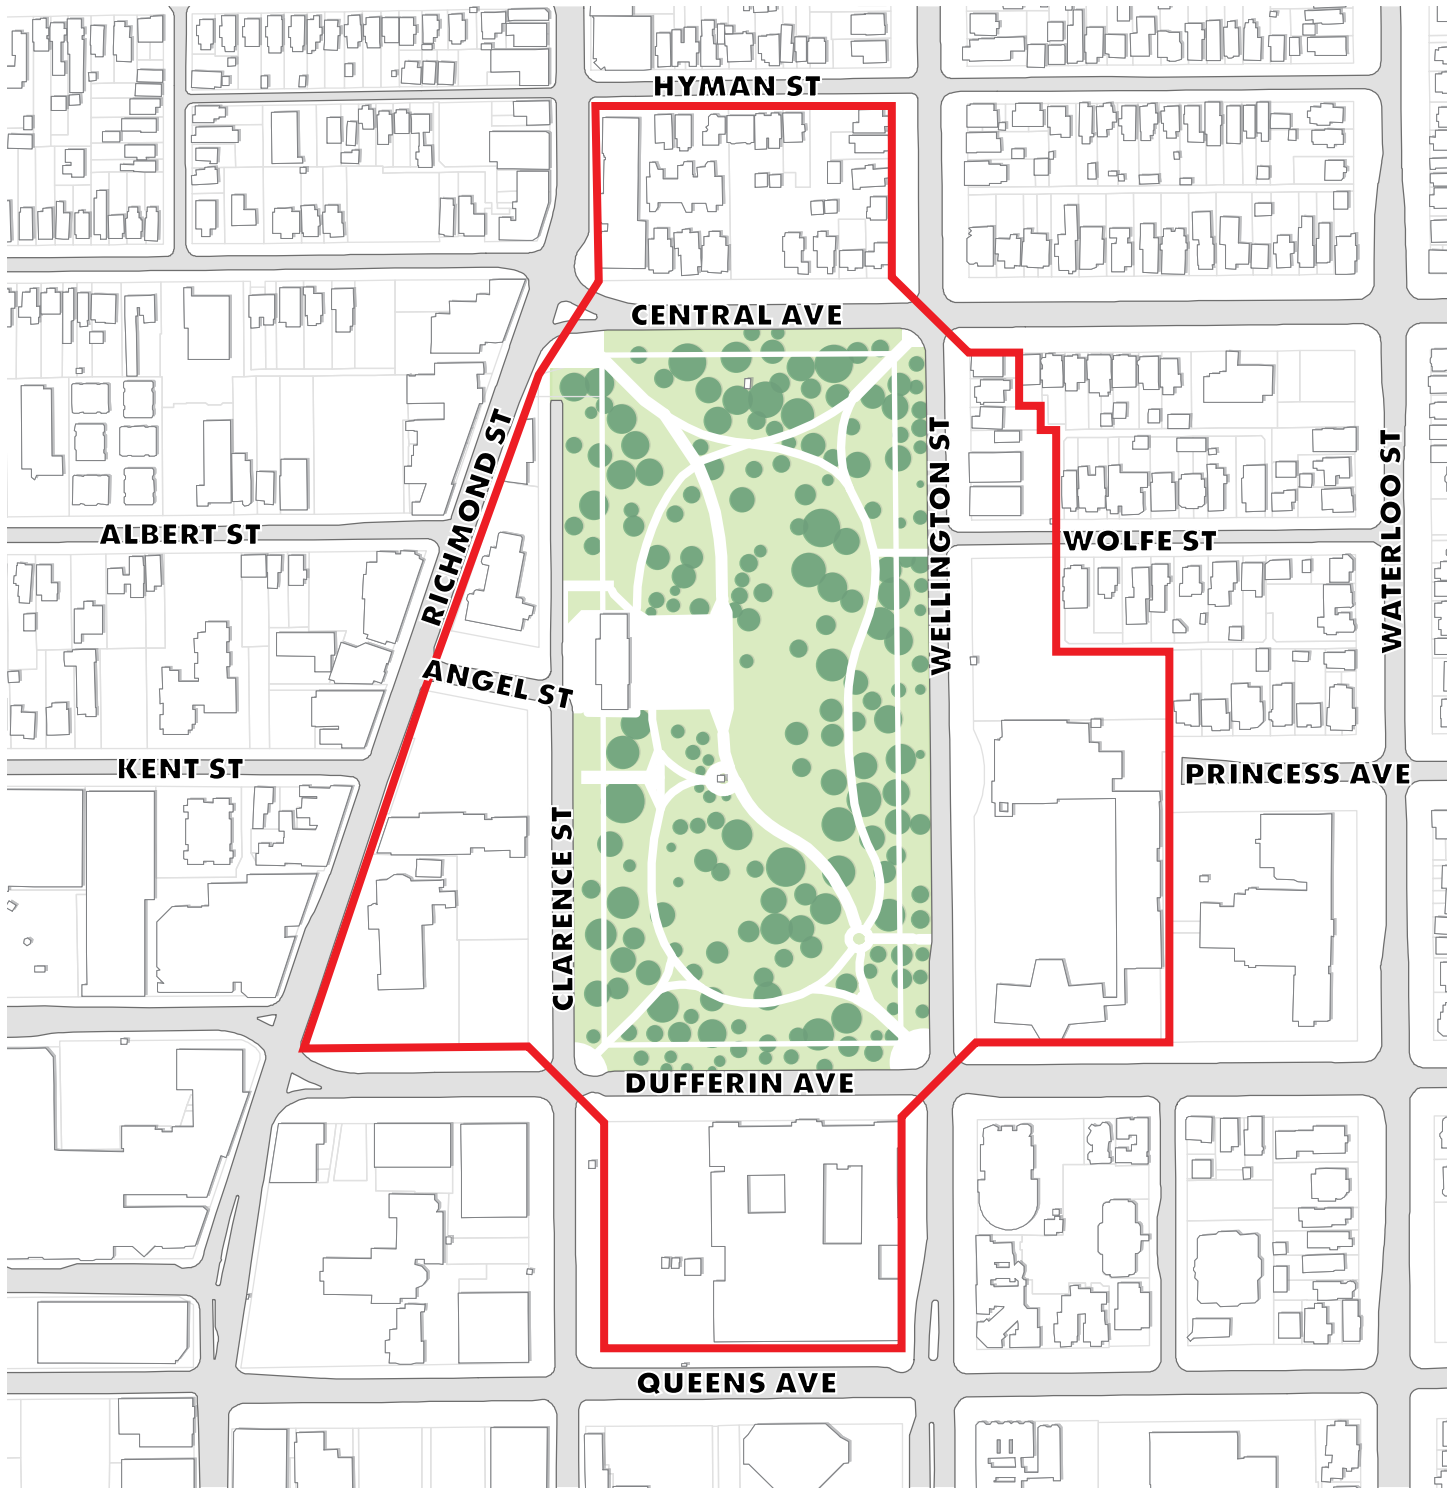 HYMAN ST
CENTRAL AVE
RICHMOND ST
WELLINGTON ST
WATERLOO ST
ALBERT ST
WOLFE ST
ANGEL ST
KENT ST
PRINCESS AVE
CLARENCE ST
DUFFERIN AVE
QUEENS AVE